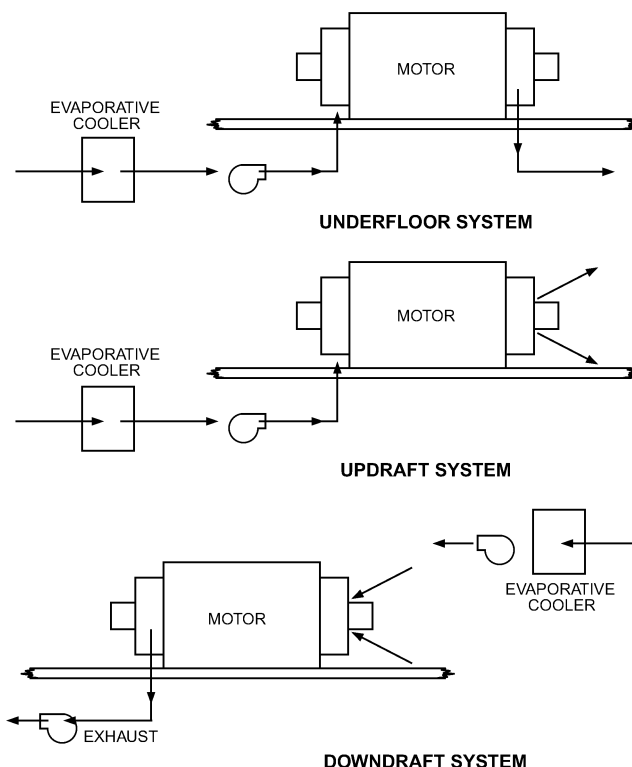 MOTOR
EVAPORATIVE
COOLER
UNDERFLOOR SYSTEM
MOTOR
EVAPORATIVE
COOLER
UPDRAFT SYSTEM
EVAPORATIVE
COOLER
MOTOR
EXHAUST
DOWNDRAFT SYSTEM